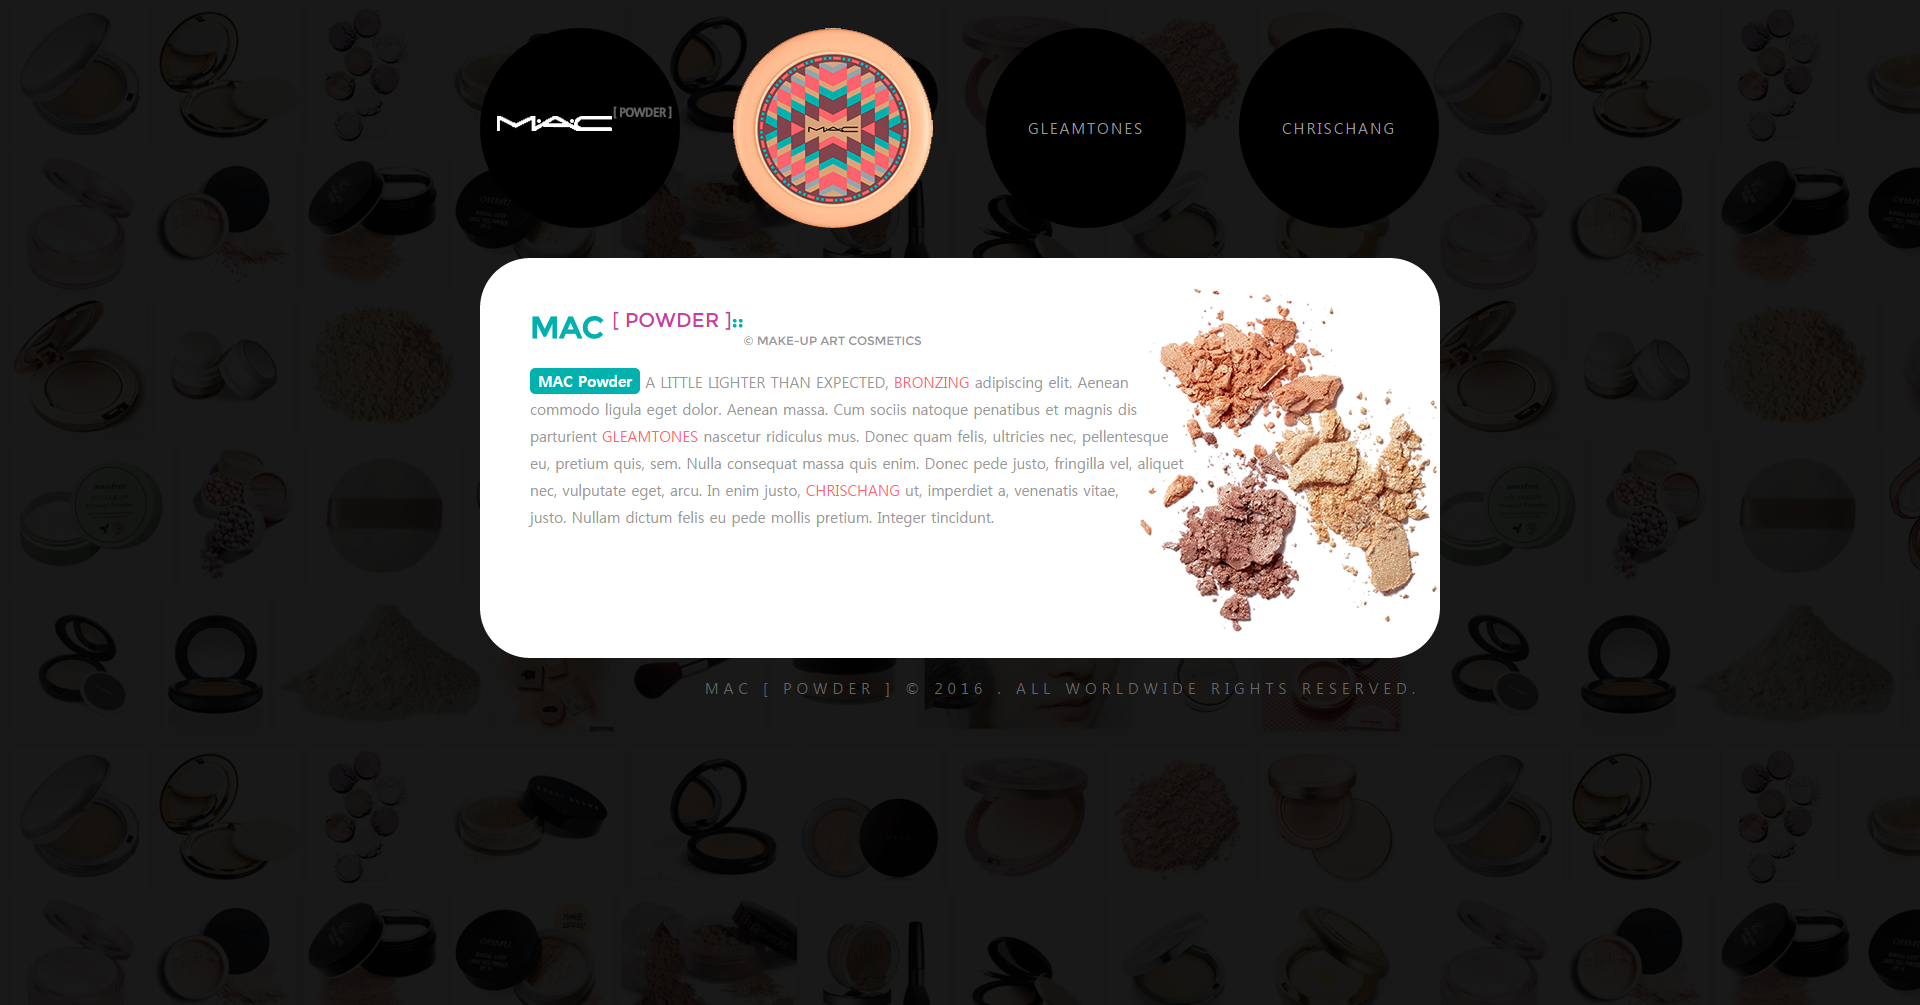 MAC [ POWDER ]
MAC
GLEAMTONES
CHRISCHANG
MAC [ POWDER ]::
© MAKE-UP ART COSMETICS
MAC Powder A LITTLE LIGHTER THAN EXPECTED, BRONZING adipiscing elit. Aenean
commodo ligula eget dolor. Aenean massa. Cum sociis natoque penatibus et magnis dis
parturient GLEAMTONES nascetur ridiculus mus. Donec quam felis, ultricies nec, pellentesque
eu, pretium quis, sem. Nulla consequat massa quis enim. Donec pede justo, fringilla vel, aliquet
nec, vulputate eget, arcu. In enim justo, CHRISCHANG ut, imperdiet a, venenatis vitae,
justo. Nullam dictum felis eu pede mollis pretium. Integer tincidunt.
MAC [ POWDER ] © 2016 . ALL WORLDWIDE RIGHTS RESERVED.